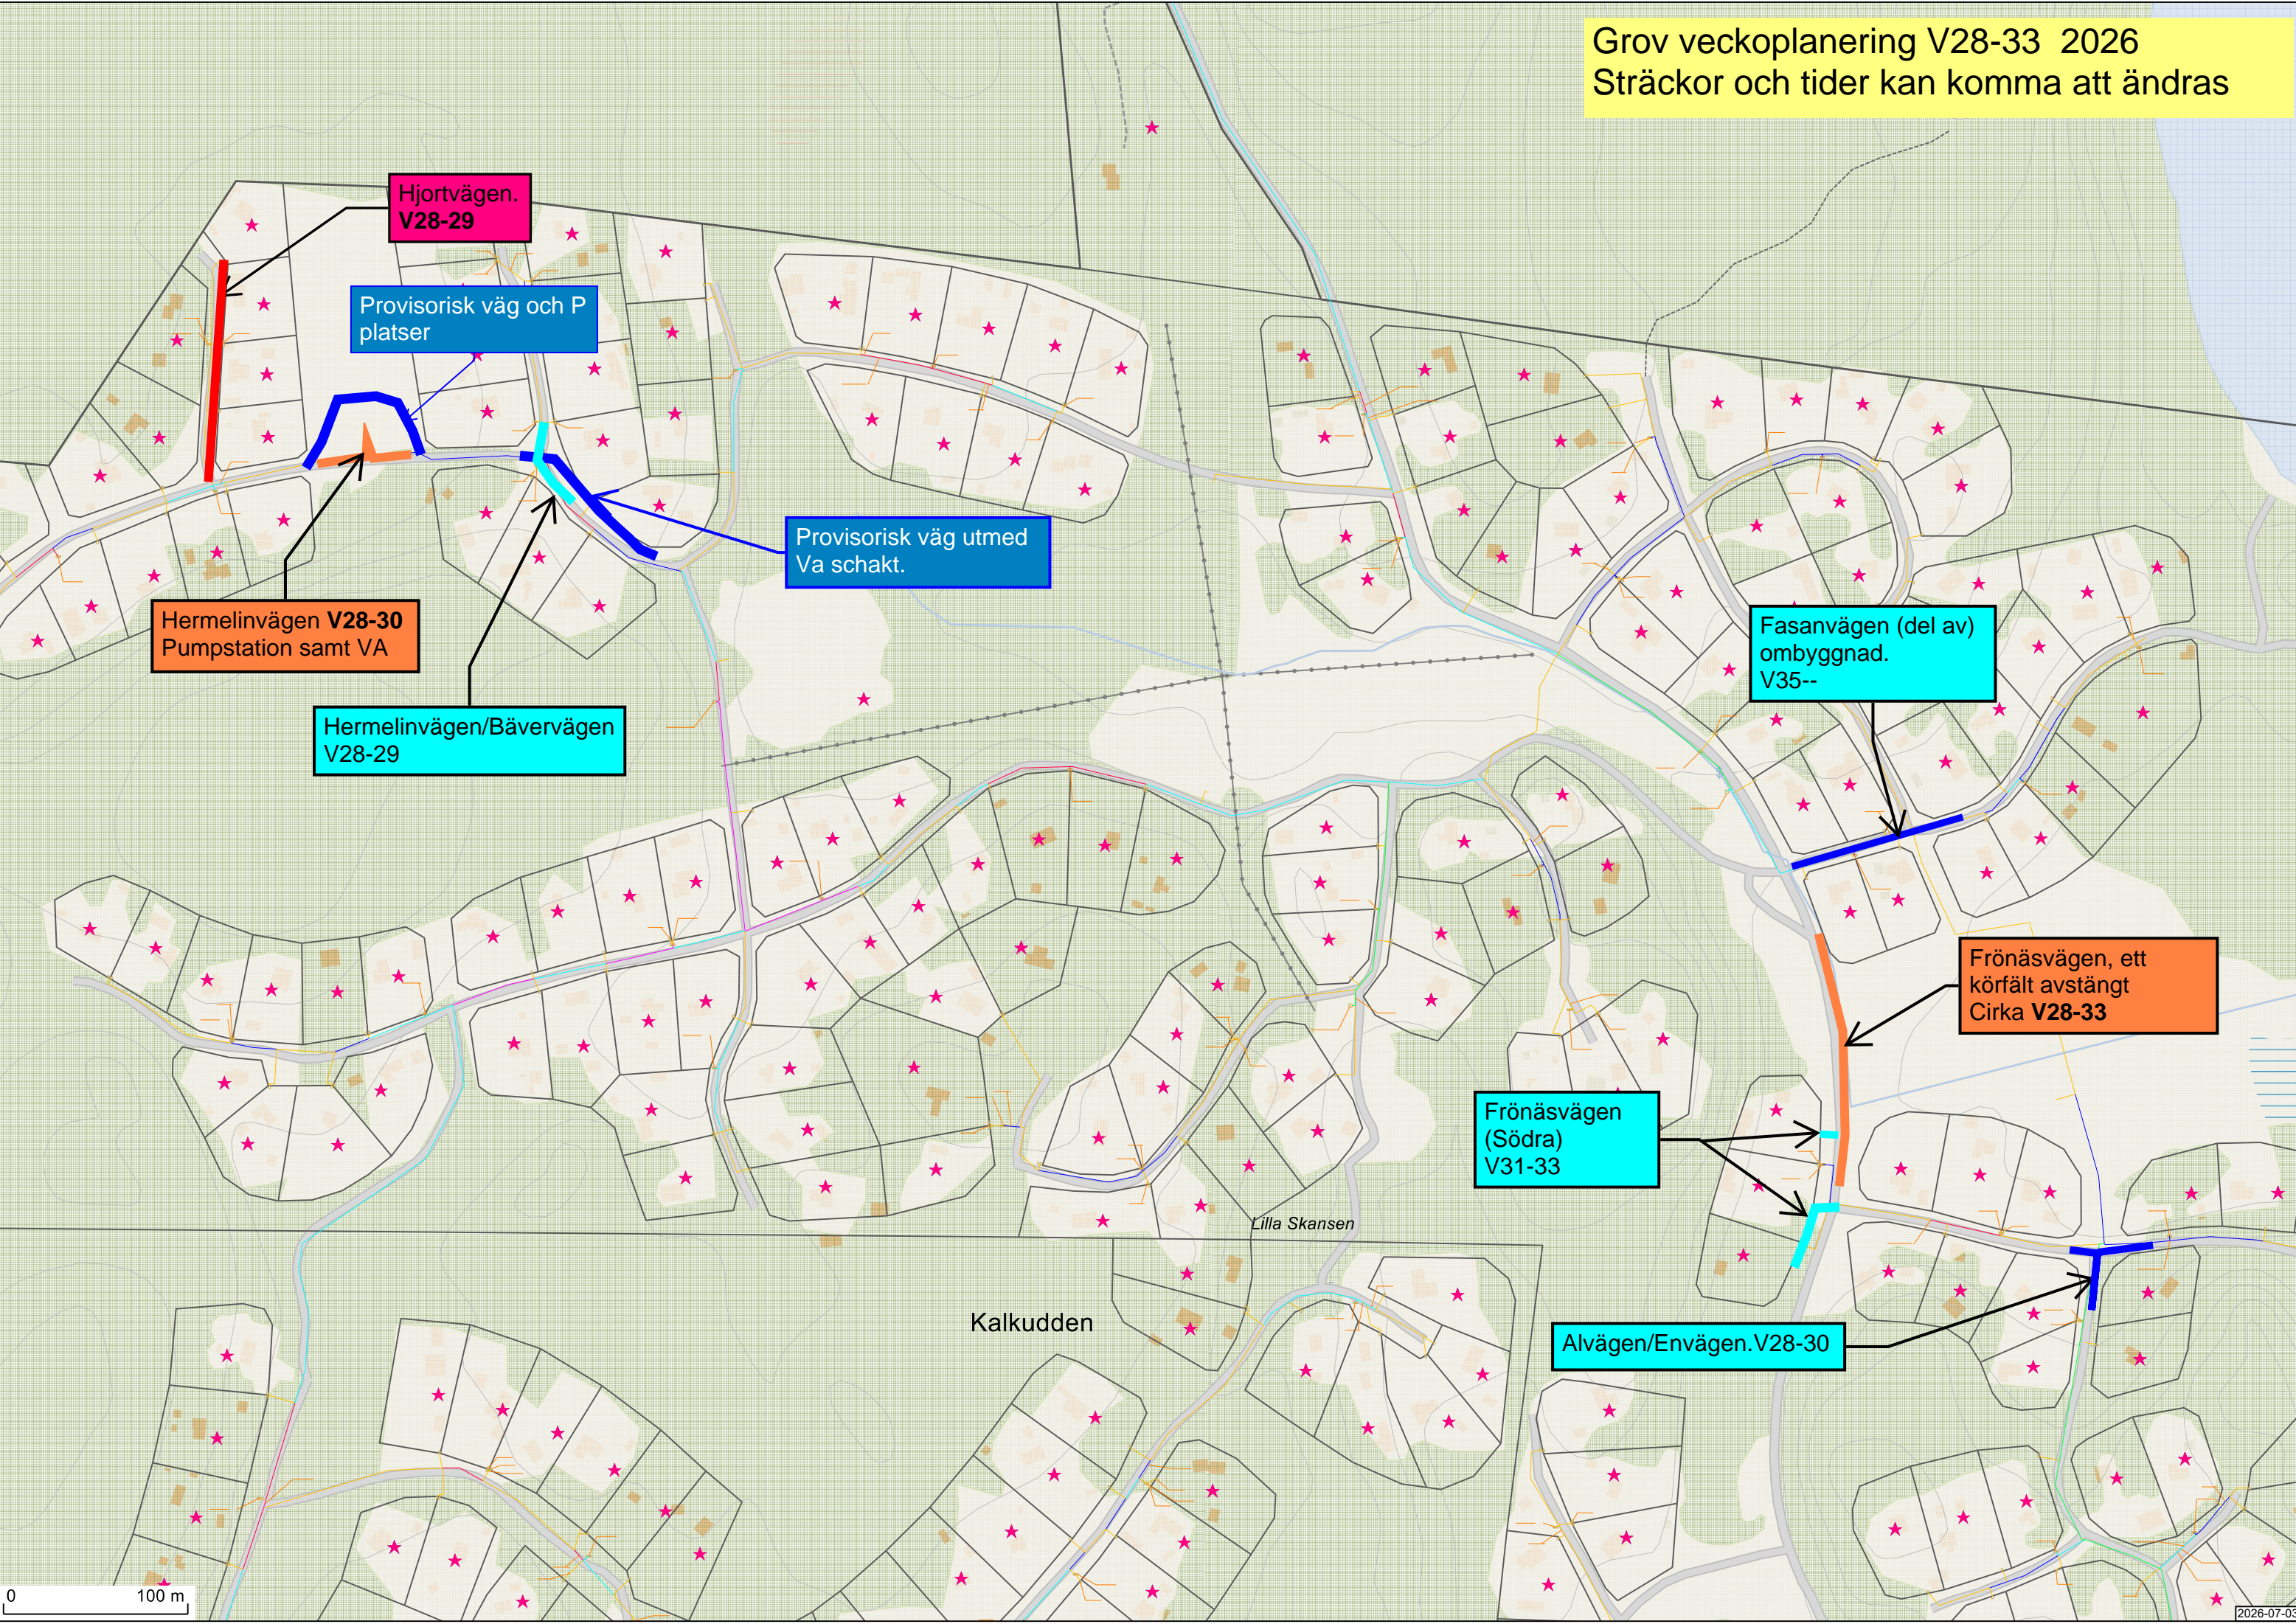 Grov veckoplanering V28-33 2026
Sträckor och tider kan komma att ändras
Hjortvägen.
V28-29
Provisorisk väg och P
platser
Provisorisk väg utmed
Va schakt.
Hermelinvägen V28-30
Pumpstation samt VA
Hermelinvägen/Bävervägen
V28-29
Fasanvägen (del av)
ombyggnad.
V35--
Frönäsvägen, ett
körfält avstängt
Cirka V28-33
Frönäsvägen
(Södra)
V31-33
Lilla Skansen
Kalkudden
Alvägen/Envägen.V28-30
0 100 m
2026-07-03